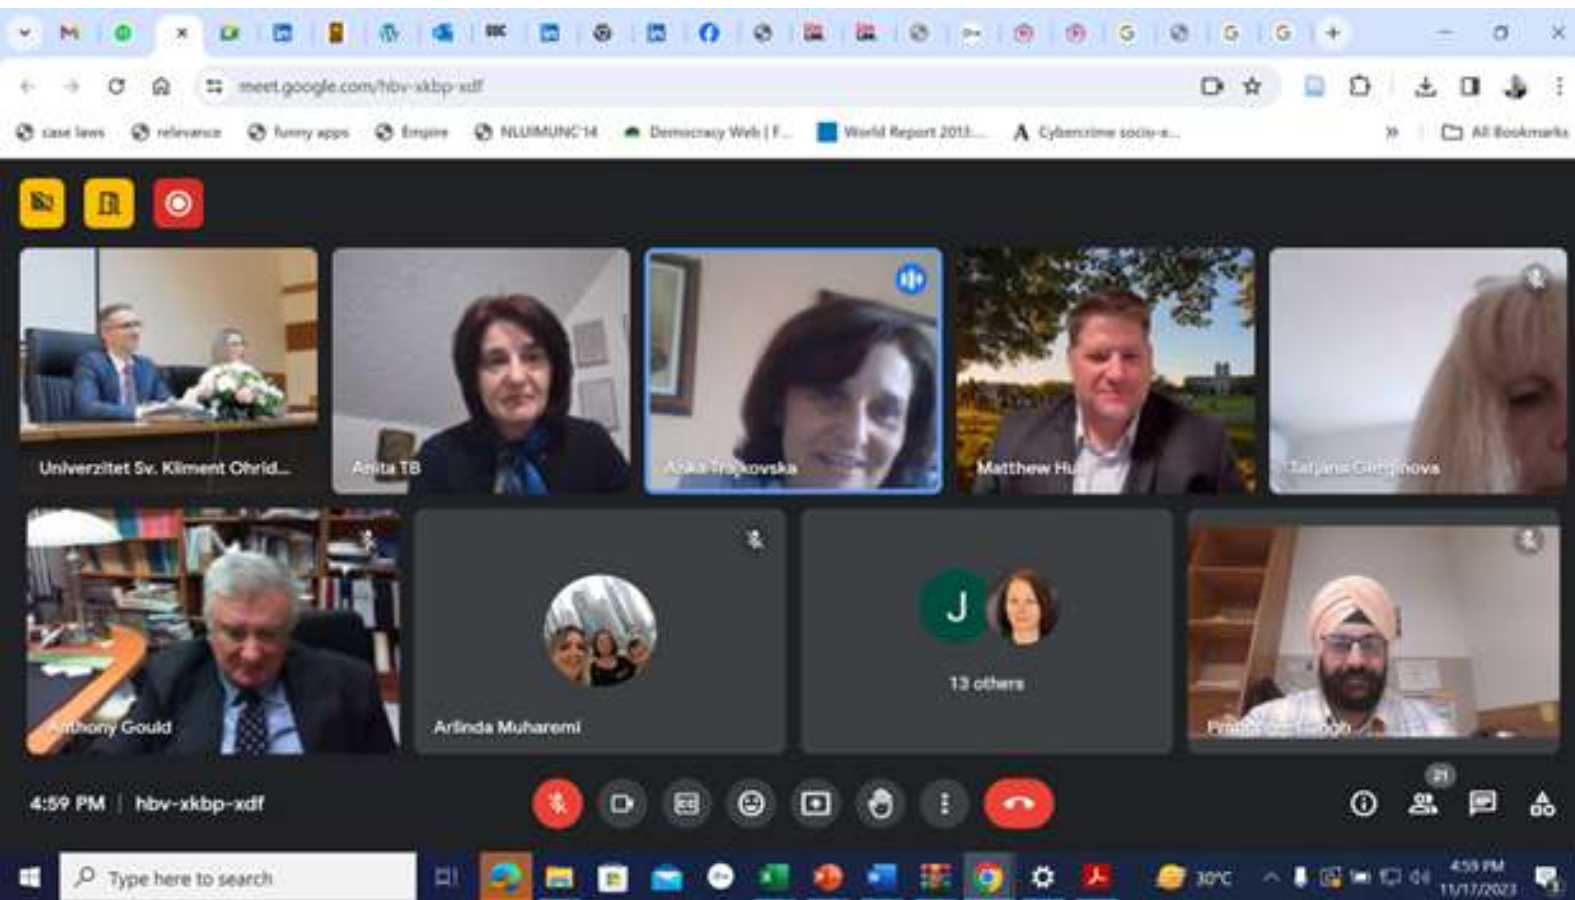 meet.google.com/hbv-xkbp-xdf
case laws
relevance
funny apps
Empire
NLUIMUNC'14
Democracy Web | F...
World Report 2013:...
Cybercrime socio-e...
All Bookmarks
Univerzitet Sv. Kliment Ohrid...
Anita TB
Matthew
Anthony Gould
Arlinda Muharemi
J
13 others
4:59 PM | hbv-xkbp-xdf
21
Type here to search
30°C
4:59 PM
11/17/2023